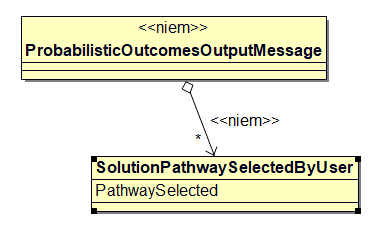 <<niem>>
ProbabilisticOutcomesOutputMessage
<<niem>>
*
SolutionPathwaySelectedByUser
PathwaySelected